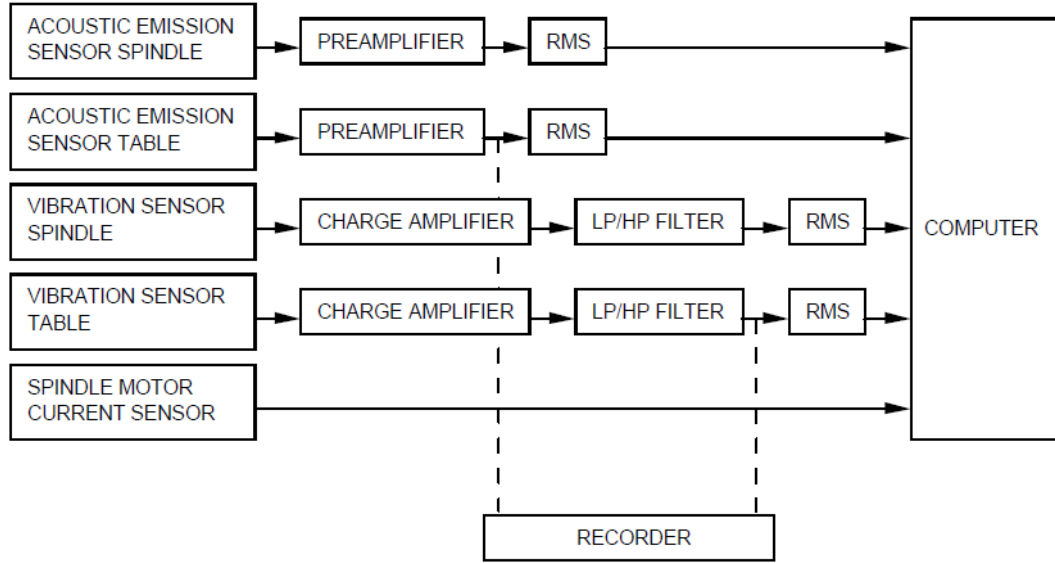 ACOUSTIC EMISSION
SENSOR SPINDLE
PREAMPLIFIER
RMS
ACOUSTIC EMISSION
SENSOR TABLE
PREAMPLIFIER
RMS
VIBRATION SENSOR
SPINDLE
CHARGE AMPLIFIER
LP/HP FILTER
RMS
COMPUTER
VIBRATION SENSOR
TABLE
CHARGE AMPLIFIER
LP/HP FILTER
RMS
SPINDLE MOTOR
CURRENT SENSOR
RECORDER